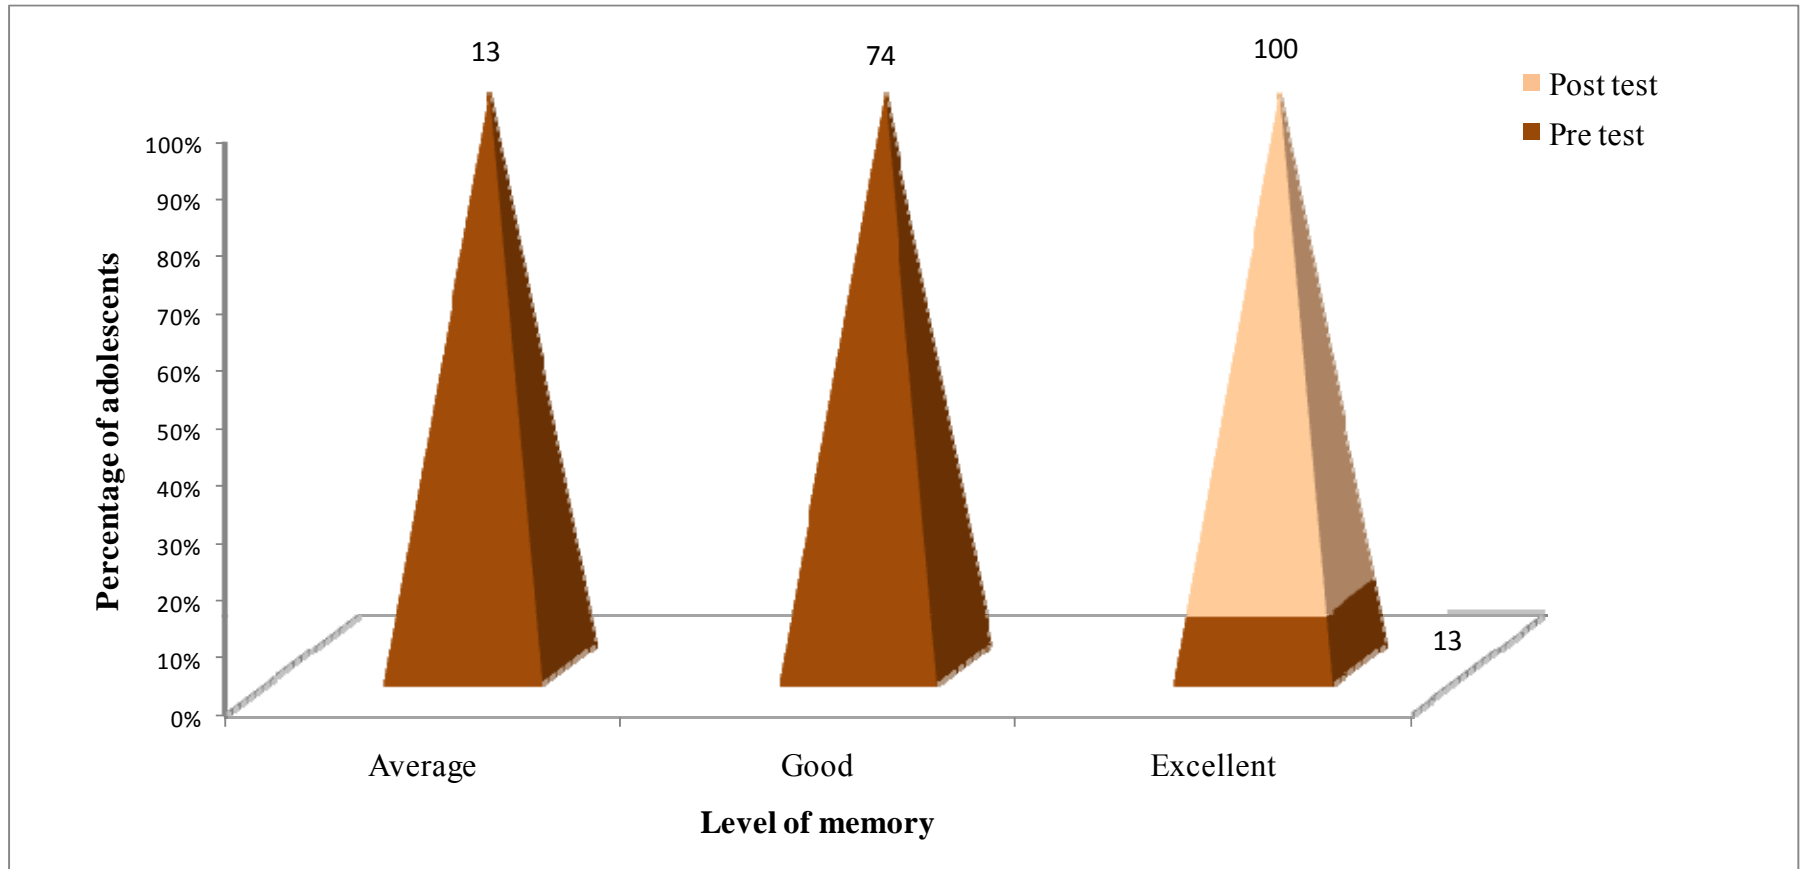 13
74
100
Post test
Pre test
100%
90%
80%
70%
60%
50%
40%
30%
20%
10%
0%
Percentage of adolescents
13
Average
Good
Excellent
Level of memory